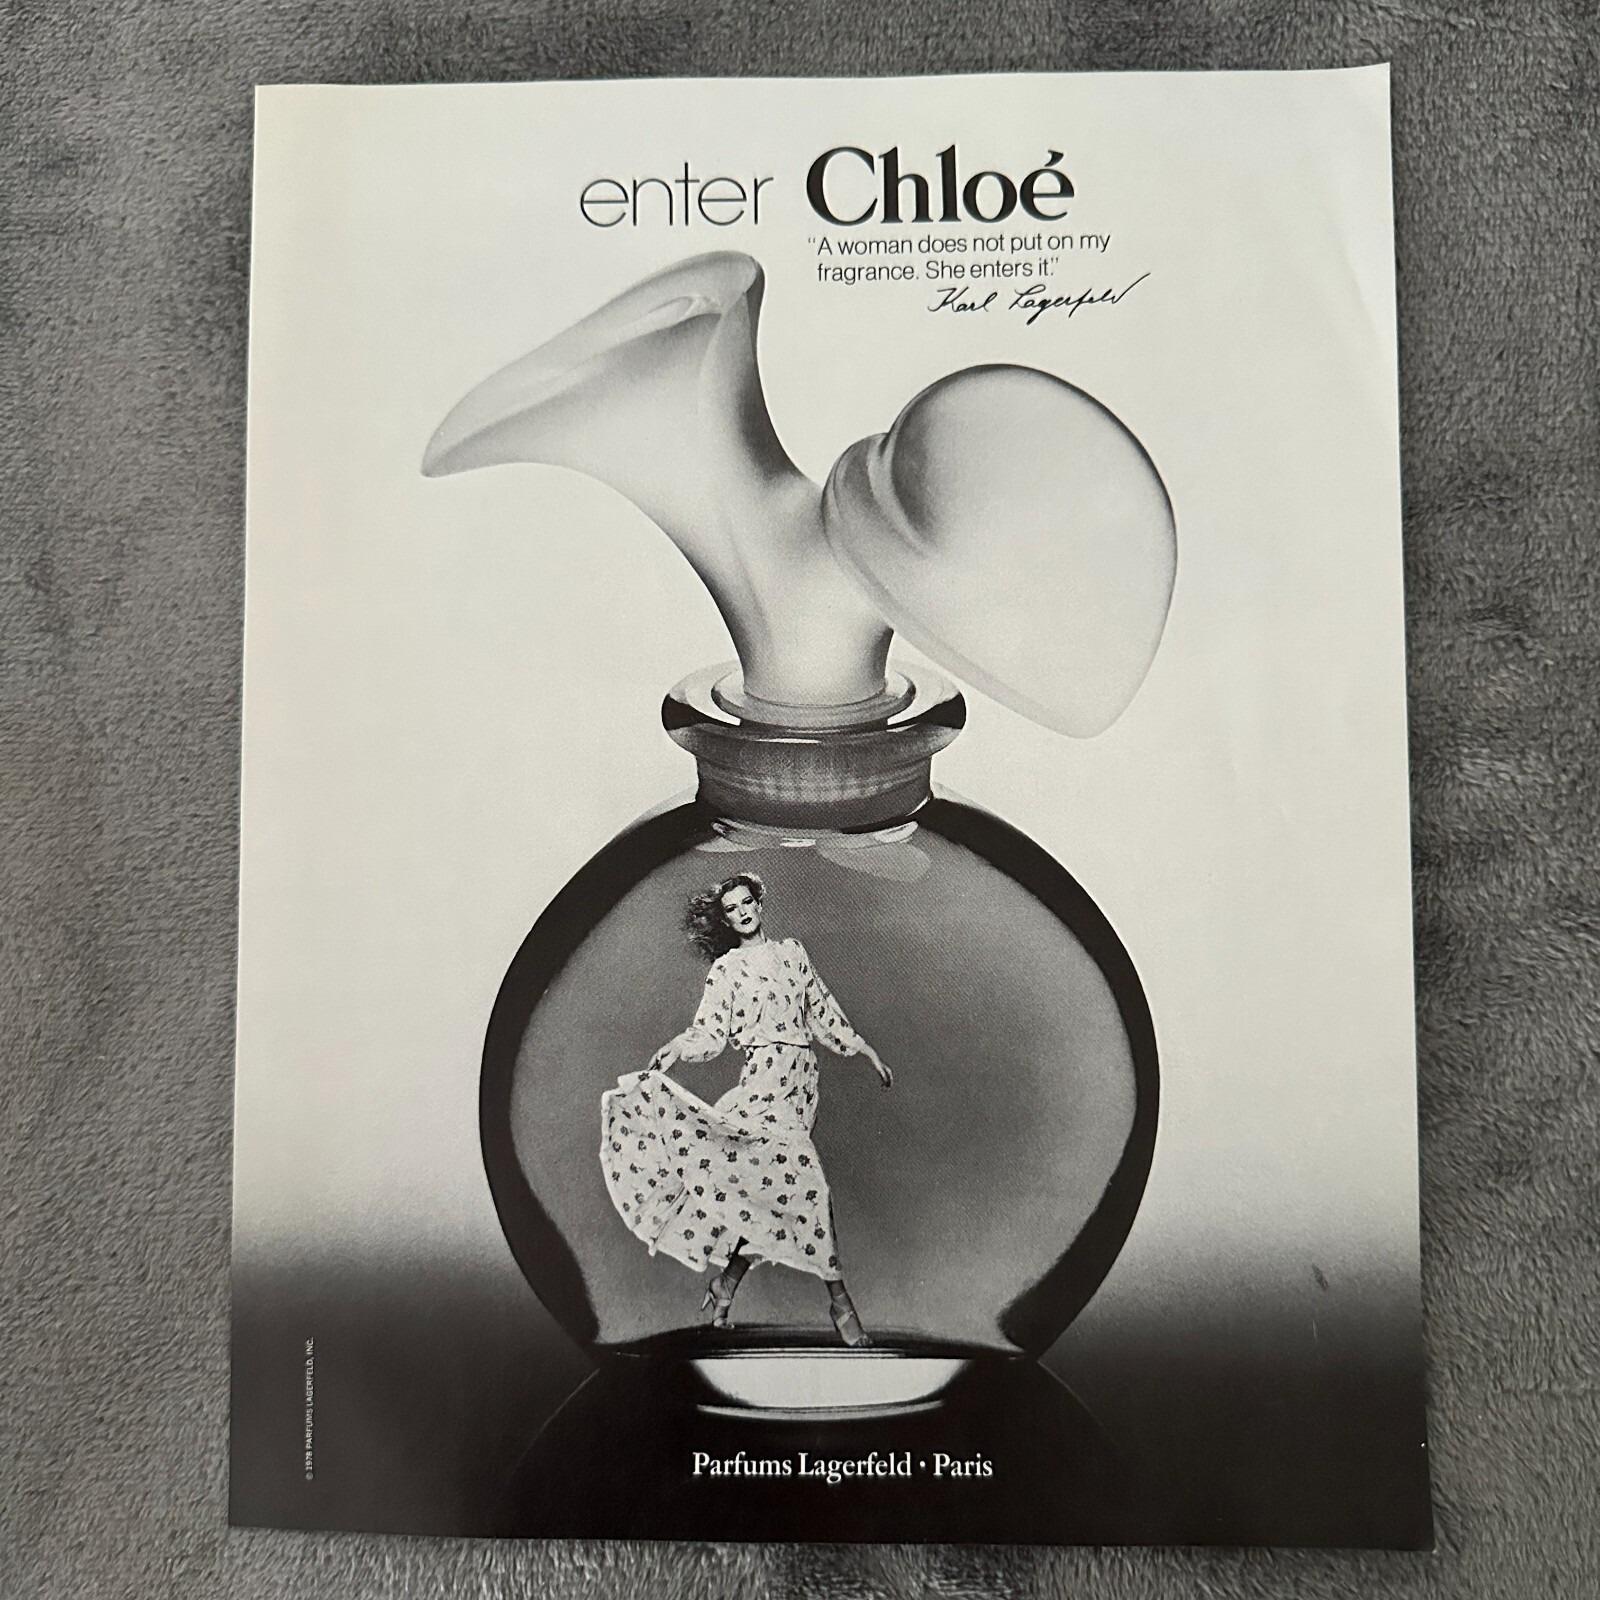 enter Chloé
"A woman does not put on my
fragrance. She enters it."
Karl Lagerfeld
© 1978 PARFUMS LAGERFELD, INC.
Parfums Lagerfeld · Paris